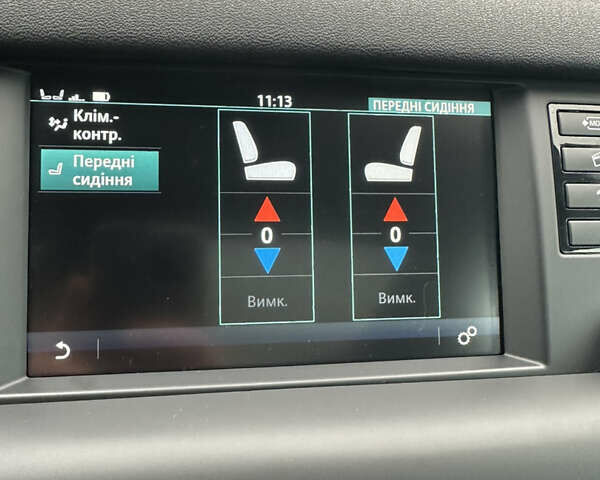 11:13
ПЕРЕДНІ СИДІННЯ
Клім.-
контр.
Передні
сидіння
0
0
Вимк.
Вимк.